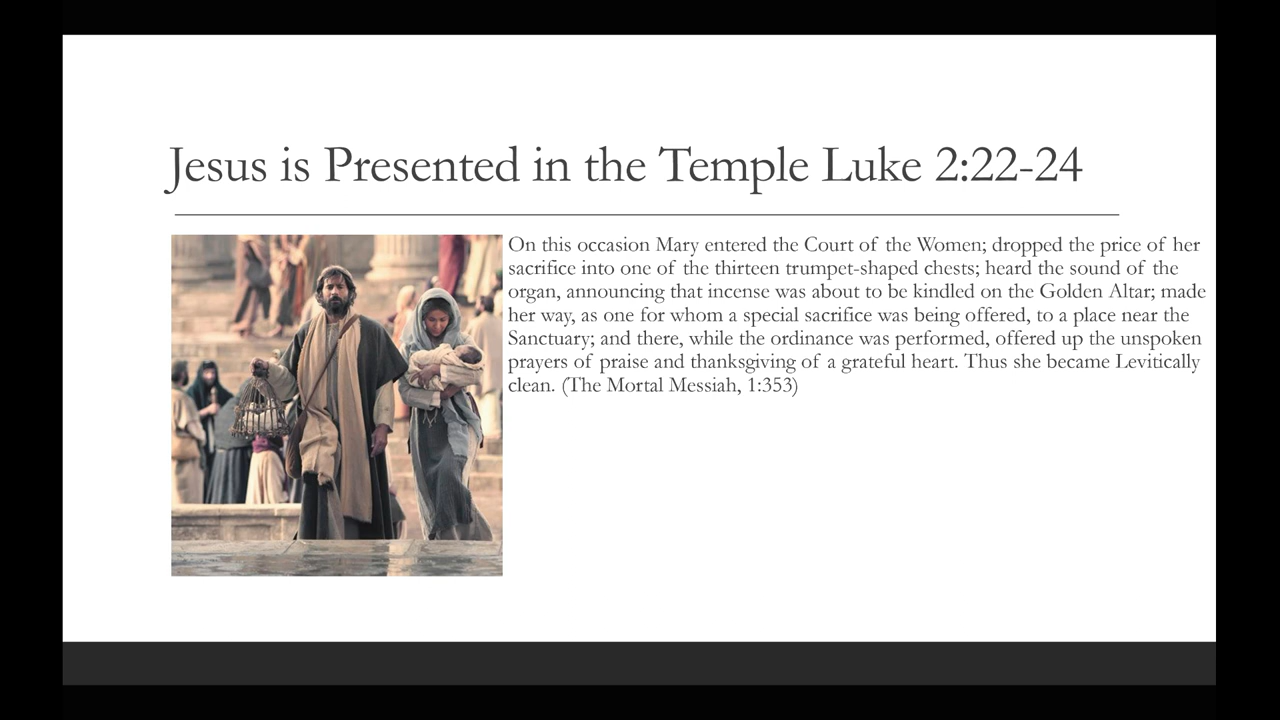 Jesus is Presented in the Temple Luke 2:22-24
On this occasion Mary entered the Court of the Women; dropped the price of her
sacrifice into one of the thirteen trumpet-shaped chests; heard the sound of the
organ, announcing that incense was about to be kindled on the Golden Altar; made
her way, as one for whom a special sacrifice was being offered, to a place near the
Sanctuary; and there, while the ordinance was performed, offered up the unspoken
prayers of praise and thanksgiving of a grateful heart. Thus she became Levitically
clean. (The Mortal Messiah, 1:353)